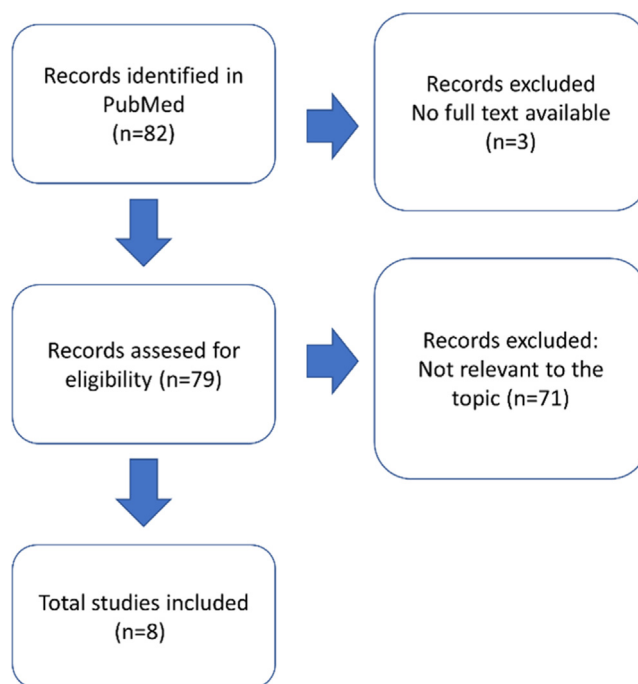 Records identified in
PubMed
(n=82)
Records excluded
No full text available
(n=3)
Records assesed for
eligibility (n=79)
Records excluded:
Not relevant to the
topic (n=71)
Total studies included
(n=8)